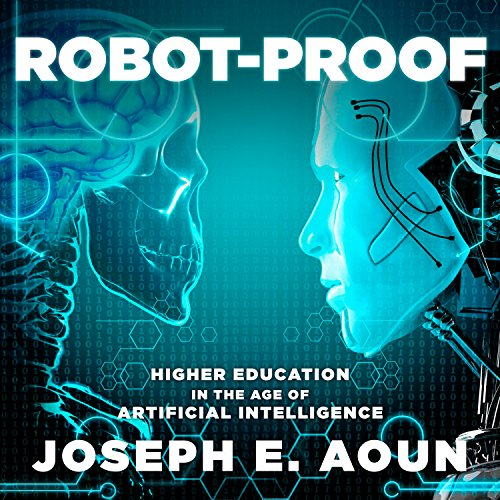 ROBOT-PROOF
HIGHER EDUCATION
IN THE AGE OF
ARTIFICIAL INTELLIGENCE
JOSEPH E. AOUN